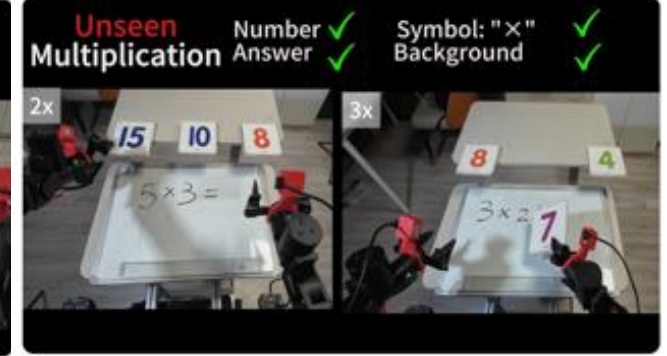 Unseen
Multiplication
Number ✓
Answer ✓
Symbol: "×" ✓
Background ✓
2x
15 10 8
5×3=
3x
8 4
3×2
7